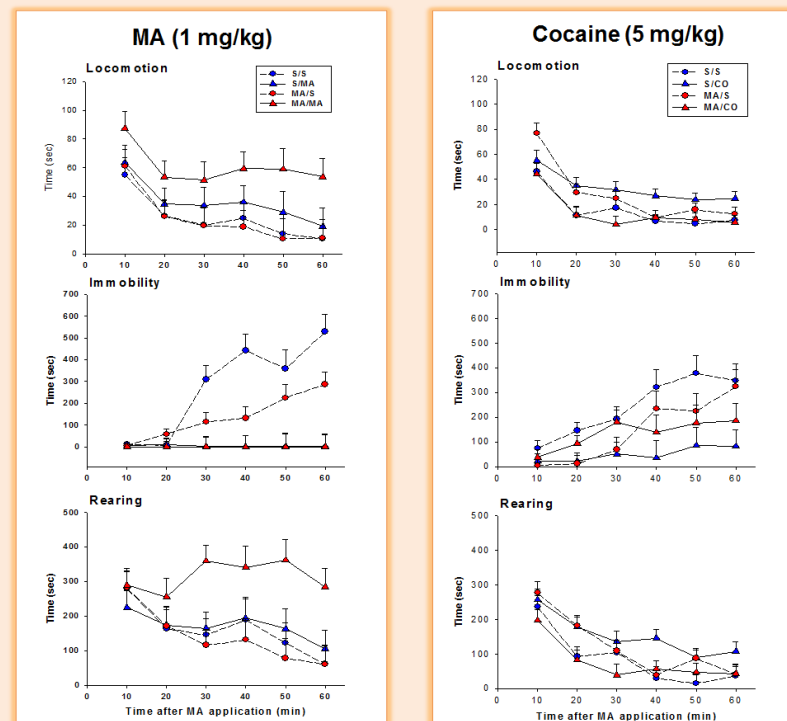 MA (1 mg/kg)
Locomotion
S/S
S/MA
MA/S
MA/MA
120
100
80
60
40
20
0
Time (sec)
0 10 20 30 40 50 60
Immobility
700
600
500
400
300
200
100
0
Time (sec)
0 10 20 30 40 50 60
Rearing
500
400
300
200
100
0
Time (sec)
0 10 20 30 40 50 60
Time after MA application (min)
Cocaine (5 mg/kg)
Locomotion
S/S
S/CO
MA/S
MA/CO
120
100
80
60
40
20
0
Time (sec)
0 10 20 30 40 50 60
Immobility
700
600
500
400
300
200
100
0
Time (sec)
0 10 20 30 40 50 60
Rearing
500
400
300
200
100
0
Time (sec)
0 10 20 30 40 50 60
Time after MA application (min)